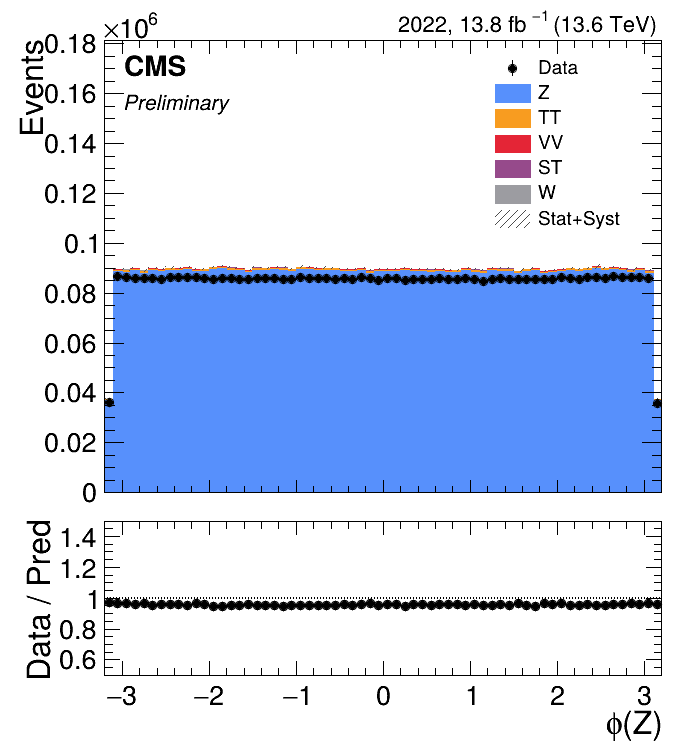 ×10⁶
2022, 13.8 fb⁻¹ (13.6 TeV)
Events
0.18
0.16
0.14
0.12
0.1
0.08
0.06
0.04
0.02
0
CMS
Preliminary
Data
Z
TT
VV
ST
W
Stat+Syst
Data / Pred
1.4
1.2
1
0.8
0.6
−3 −2 −1 0 1 2 3
ϕ(Z)